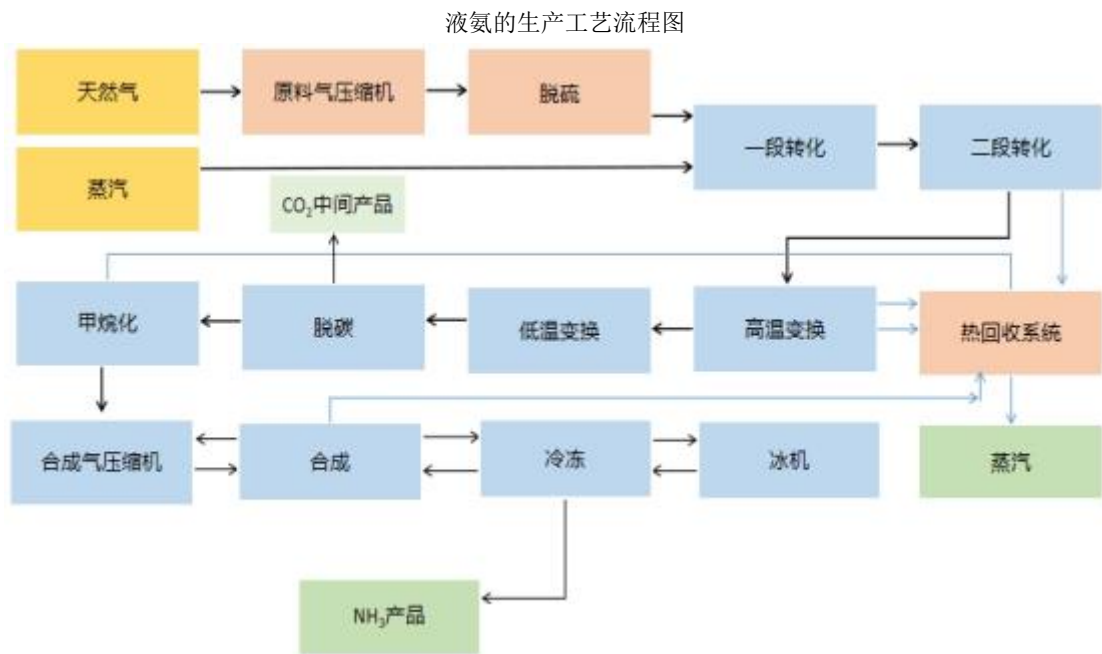 液氨的生产工艺流程图
天然气
原料气压缩机
脱硫
一段转化
二段转化
蒸汽
CO₂中间产品
甲烷化
脱碳
低温变换
高温变换
热回收系统
合成气压缩机
合成
冷冻
冰机
蒸汽
NH₃产品